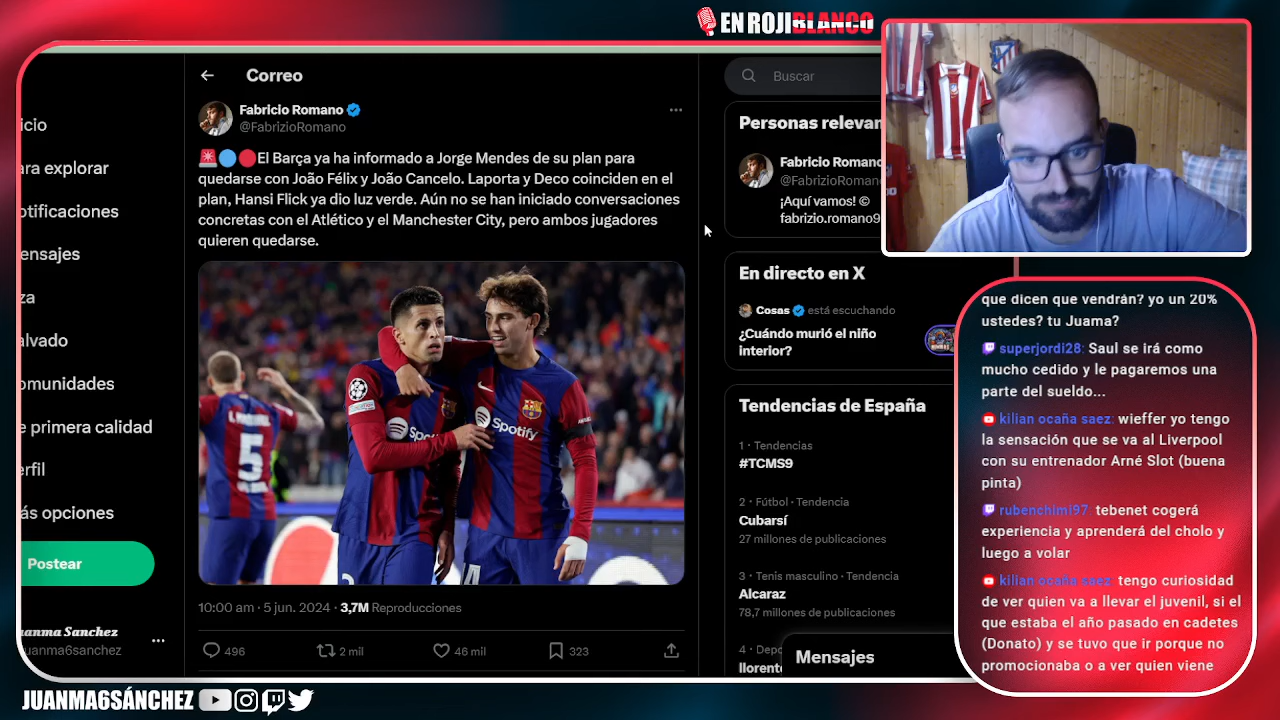 EN ROJIBLANCO
Correo
Buscar
icio
ara explorar
otificaciones
ensajes
za
alvado
omunidades
e primera calidad
erfil
ás opciones
Postear
uanma Sanchez
uanma6sanchez
Fabricio Romano
@FabrizioRomano
🚨🔵🔴El Barça ya ha informado a Jorge Mendes de su plan para
quedarse con João Félix y João Cancelo. Laporta y Deco coinciden en el
plan, Hansi Flick ya dio luz verde. Aún no se han iniciado conversaciones
concretas con el Atlético y el Manchester City, pero ambos jugadores
quieren quedarse.
5
Spotify
10:00 am · 5 jun. 2024 · 3,7M Reproducciones
496
2 mil
46 mil
323
Personas relevan
Fabricio Romano
@FabrizioRomano
¡Aquí vamos! ©
fabrizio.romano9
En directo en X
Cosas está escuchando
¿Cuándo murió el niño
interior?
Tendencias de España
1 · Tendencias
#TCMS9
2 · Fútbol · Tendencia
Cubarsí
27 millones de publicaciones
3 · Tenis masculino · Tendencia
Alcaraz
78,7 millones de publicaciones
4 · Depo
llorente
Mensajes
que dicen que vendrán? yo un 20%
ustedes? tu Juama?
superjordi28: Saul se irá como
mucho cedido y le pagaremos una
parte del sueldo...
kilian ocaña saez: wieffer yo tengo
la sensación que se va al Liverpool
con su entrenador Arné Slot (buena
pinta)
rubenchimi97: tebenet cogerá
experiencia y aprenderá del cholo y
luego a volar
kilian ocaña saez: tengo curiosidad
de ver quien va a llevar el juvenil, si el
que estaba el año pasado en cadetes
(Donato) y se tuvo que ir porque no
promocionaba o a ver quien viene
JUANMA6SÁNCHEZ